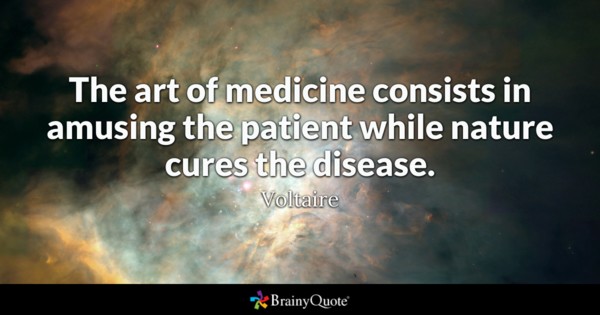 The art of medicine consists in
amusing the patient while nature
cures the disease.
Voltaire
BrainyQuote®